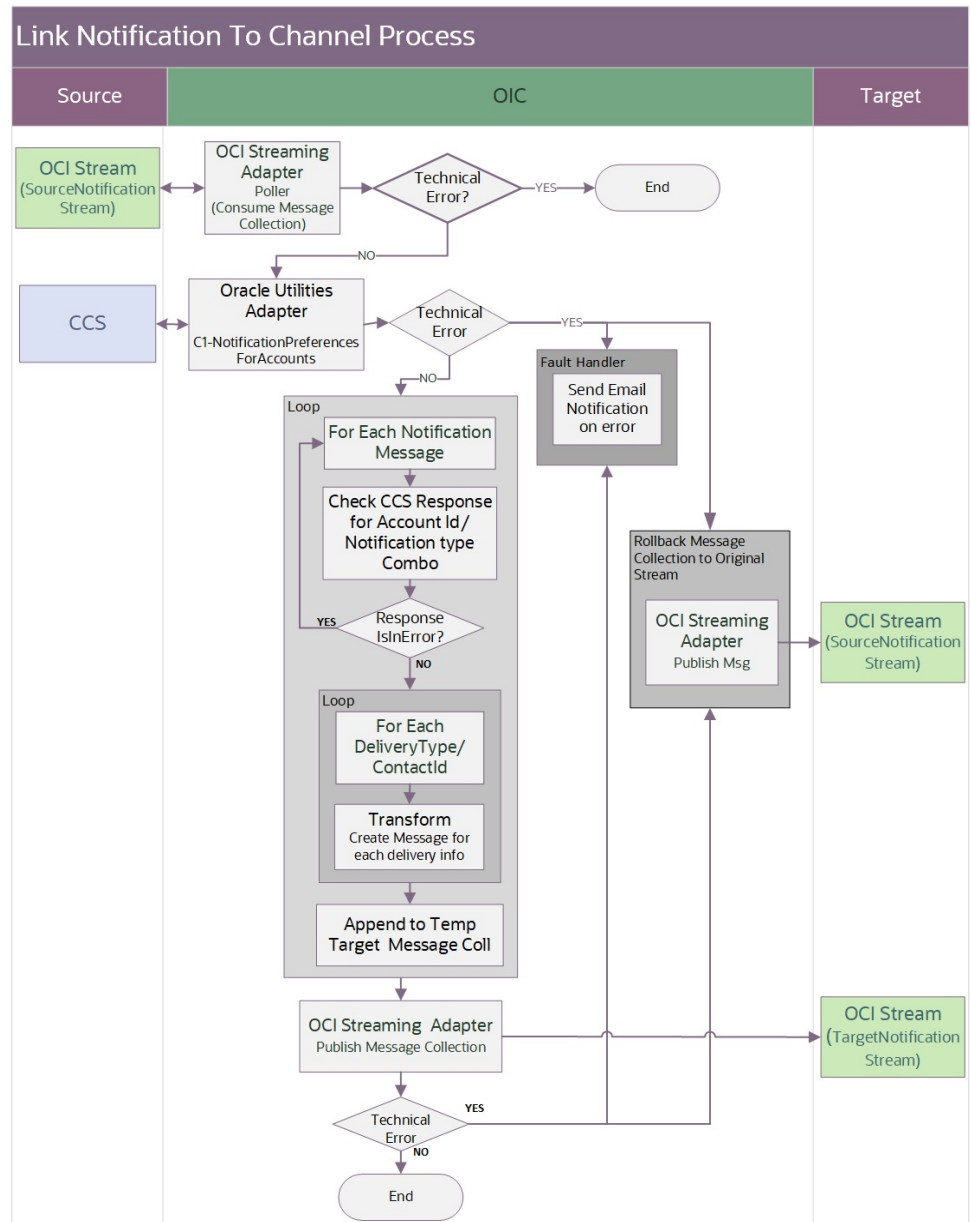 Link Notification To Channel Process
Source
OIC
Target
OCI Stream
(SourceNotification
Stream)
OCI Streaming
Adapter
Poller
(Consume Message
Collection)
Technical
Error?
YES
End
NO
CCS
Oracle Utilities
Adapter
C1-NotificationPreferences
ForAccounts
Technical
Error
YES
NO
Fault Handler
Send Email
Notification
on error
Loop
For Each Notification
Message
Check CCS Response
for Account Id/
Notification type
Combo
Response
IsInError?
YES
NO
Rollback Message
Collection to Original
Stream
OCI Streaming
Adapter
Publish Msg
OCI Stream
(SourceNotification
Stream)
Loop
For Each
DeliveryType/
ContactId
Transform
Create Message for
each delivery info
Append to Temp
Target Message Coll
OCI Streaming Adapter
Publish Message Collection
OCI Stream
(TargetNotification
Stream)
Technical
Error
YES
NO
End